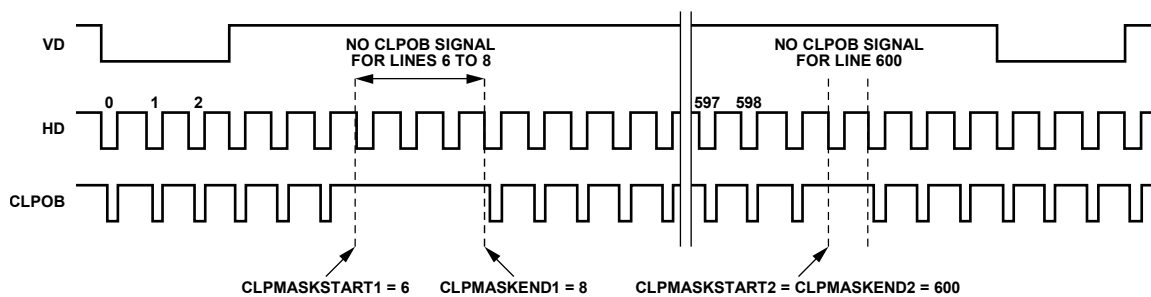 VD
NO CLPOB SIGNAL
FOR LINES 6 TO 8
NO CLPOB SIGNAL
FOR LINE 600
0 1 2 597 598
HD
CLPOB
CLPMASKSTART1 = 6 CLPMASKEND1 = 8 CLPMASKSTART2 = CLPMASKEND2 = 600